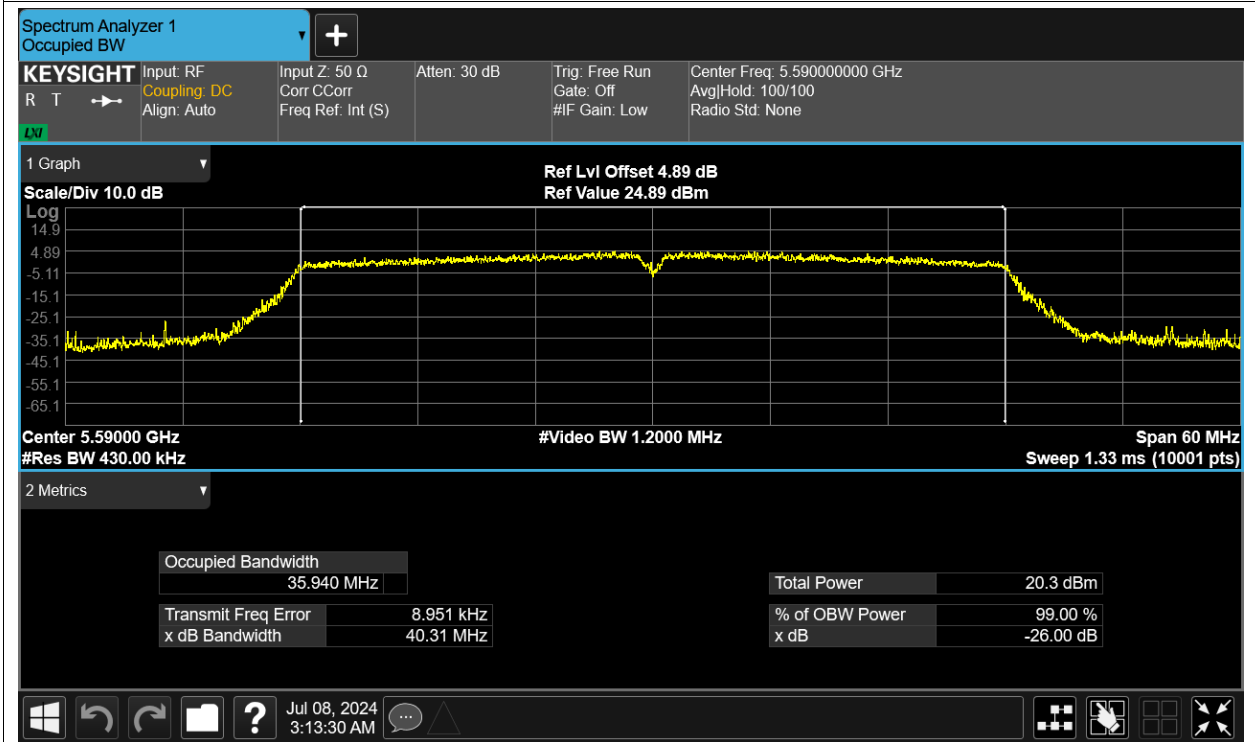 Spectrum Analyzer 1
Occupied BW
KEYSIGHT
R T
LXI
Input: RF
Coupling: DC
Align: Auto
Input Z: 50 Ω
Corr CCorr
Freq Ref: Int (S)
Atten: 30 dB
Trig: Free Run
Gate: Off
#IF Gain: Low
Center Freq: 5.590000000 GHz
Avg|Hold: 100/100
Radio Std: None
1 Graph
Scale/Div 10.0 dB
Ref Lvl Offset 4.89 dB
Ref Value 24.89 dBm
Log
14.9
4.89
-5.11
-15.1
-25.1
-35.1
-45.1
-55.1
-65.1
Center 5.59000 GHz
#Res BW 430.00 kHz
#Video BW 1.2000 MHz
Span 60 MHz
Sweep 1.33 ms (10001 pts)
2 Metrics
Occupied Bandwidth
35.940 MHz
Transmit Freq Error 8.951 kHz
x dB Bandwidth 40.31 MHz
Total Power 20.3 dBm
% of OBW Power 99.00 %
x dB -26.00 dB
?
Jul 08, 2024
3:13:30 AM